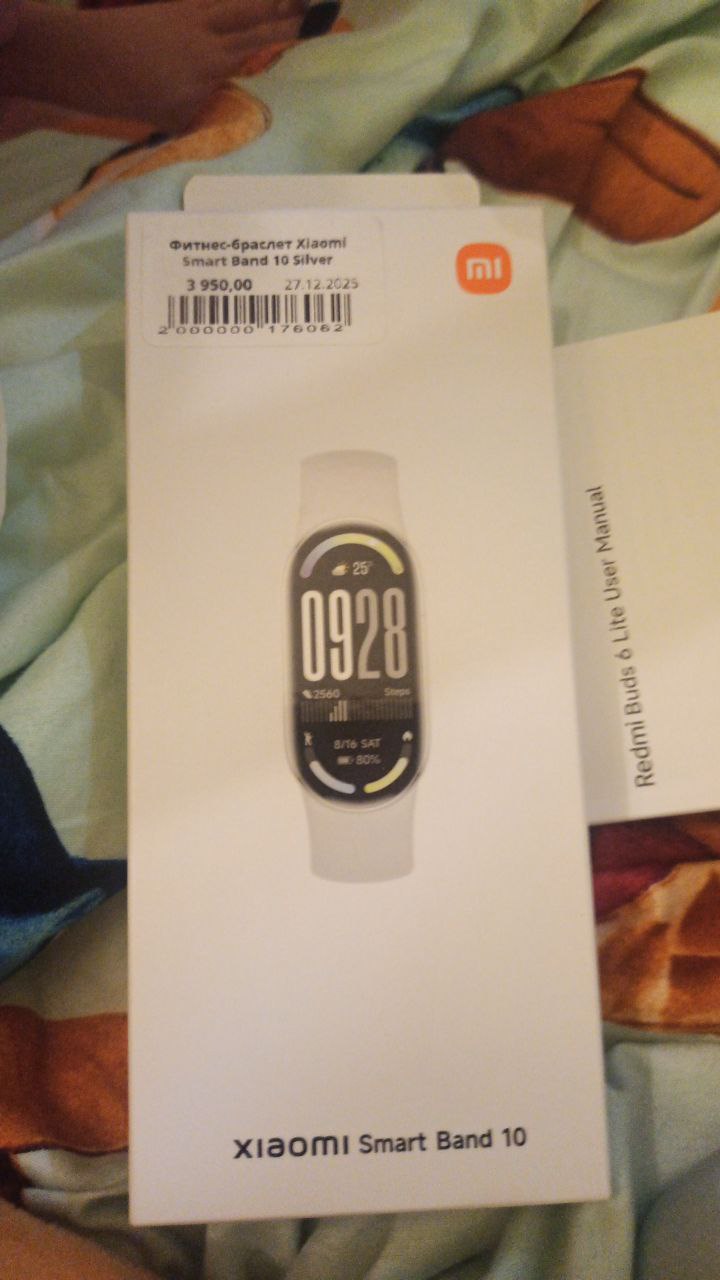 Фитнес-браслет Xiaomi
Smart Band 10 Silver
3 950,00 27.12.2025
2 000000 176062
mi
25°
0928
2560 Steps
8/16 SAT
80%
xiaomi Smart Band 10
Redmi Buds 6 Lite User Manual